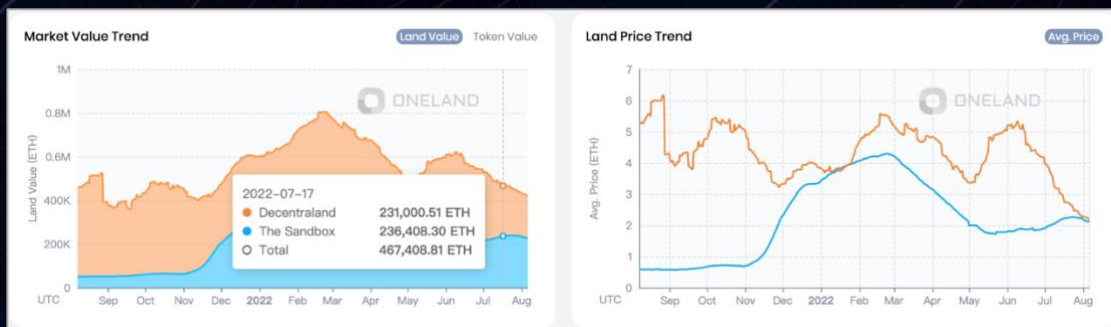 Market Value Trend
Land Value Token Value
ONELAND
Land Value (ETH)
1M
0.8M
0.6M
400K
200K
0
2022-07-17
Decentraland 231,000.51 ETH
The Sandbox 236,408.30 ETH
Total 467,408.81 ETH
UTC Sep Oct Nov Dec 2022 Feb Mar Apr May Jun Jul Aug
Land Price Trend
Avg. Price
ONELAND
Avg. Price (ETH)
7
6
5
4
3
2
1
0
UTC Sep Oct Nov Dec 2022 Feb Mar Apr May Jun Jul Aug